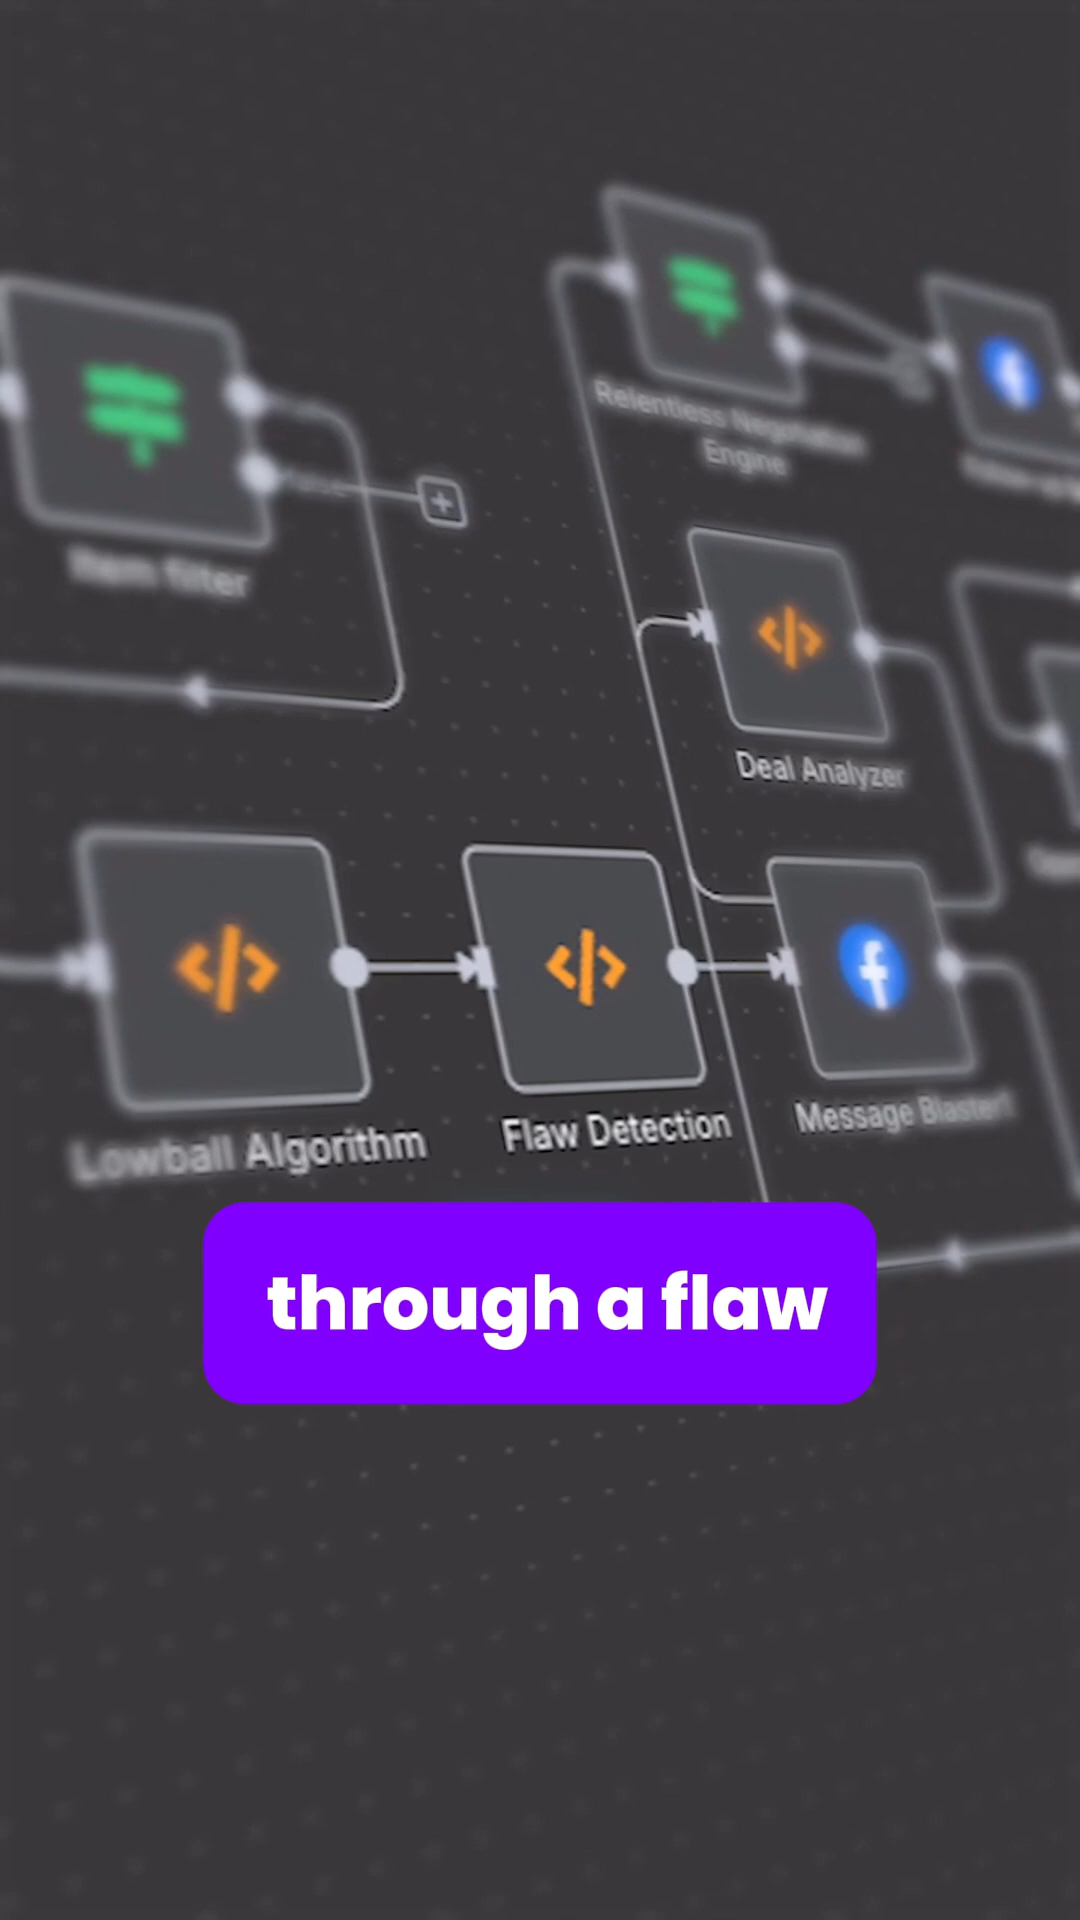 Relentless Negotiation
Engine
Item filter
Deal Analyzer
Lowball Algorithm
Flaw Detection
Message Blaster!
through a flaw